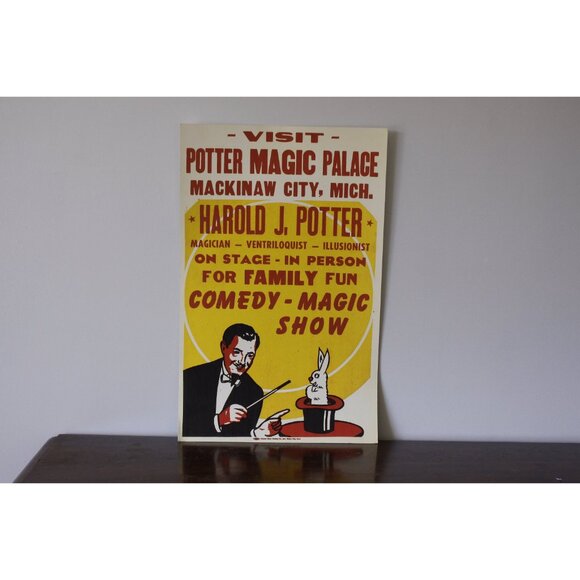 - VISIT -
POTTER MAGIC PALACE
MACKINAW CITY, MICH.
* HAROLD J. POTTER *
MAGICIAN — VENTRILOQUIST — ILLUSIONIST
ON STAGE - IN PERSON
FOR FAMILY FUN
COMEDY - MAGIC
SHOW